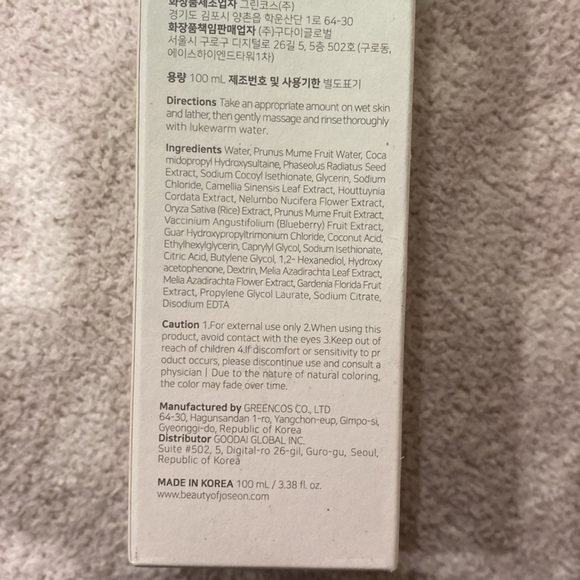 화장품제조업자 그린코스(주)
경기도 김포시 양촌읍 학운산단 1로 64-30
화장품책임판매업자 (주)구다이글로벌
서울시 구로구 디지털로 26길 5, 5층 502호 (구로동,
에이스하이엔드타워1차)
용량 100 mL 제조번호 및 사용기한 별도표기
Directions Take an appropriate amount on wet skin
and lather, then gently massage and rinse thoroughly
with lukewarm water.
Ingredients Water, Prunus Mume Fruit Water, Coca
midopropyl Hydroxysultaine, Phaseolus Radiatus Seed
Extract, Sodium Cocoyl Isethionate, Glycerin, Sodium
Chloride, Camellia Sinensis Leaf Extract, Houttuynia
Cordata Extract, Nelumbo Nucifera Flower Extract,
Oryza Sativa (Rice) Extract, Prunus Mume Fruit Extract,
Vaccinium Angustifolium (Blueberry) Fruit Extract,
Guar Hydroxypropyltrimonium Chloride, Coconut Acid,
Ethylhexylglycerin, Caprylyl Glycol, Sodium Isethionate,
Citric Acid, Butylene Glycol, 1,2- Hexanediol, Hydroxy
acetophenone, Dextrin, Melia Azadirachta Leaf Extract,
Melia Azadirachta Flower Extract, Gardenia Florida Fruit
Extract, Propylene Glycol Laurate, Sodium Citrate,
Disodium EDTA
Caution 1.For external use only 2.When using this
product, avoid contact with the eyes 3.Keep out of
reach of children 4.If discomfort or sensitivity to pr
oduct occurs, please discontinue use and consult a
physician | Due to the nature of natural coloring,
the color may fade over time.
Manufactured by GREENCOS CO., LTD
64-30, Hagunsandan 1-ro, Yangchon-eup, Gimpo-si,
Gyeonggi-do, Republic of Korea
Distributor GOODAI GLOBAL INC.
Suite #502, 5, Digital-ro 26-gil, Guro-gu, Seoul,
Republic of Korea
MADE IN KOREA 100 mL / 3.38 fl. oz.
www.beautyofjoseon.com